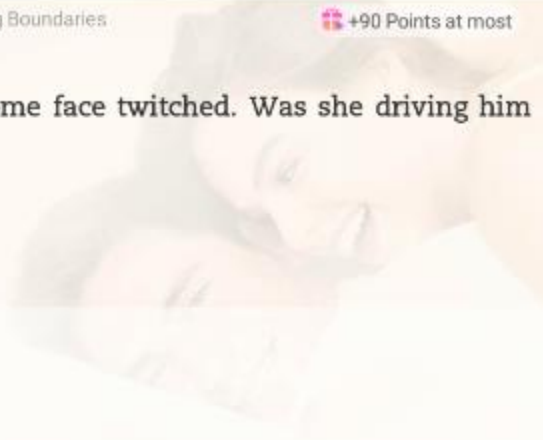 Boundaries
+90 Points at most
me face twitched. Was she driving him